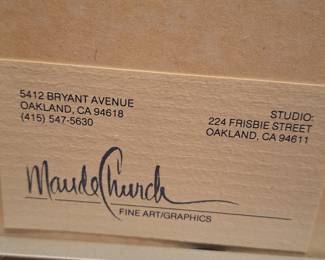 5412 BRYANT AVENUE
OAKLAND, CA 94618
(415) 547-5630
STUDIO:
224 FRISBIE STREET
OAKLAND, CA 94611
Maude Church
FINE ART/GRAPHICS